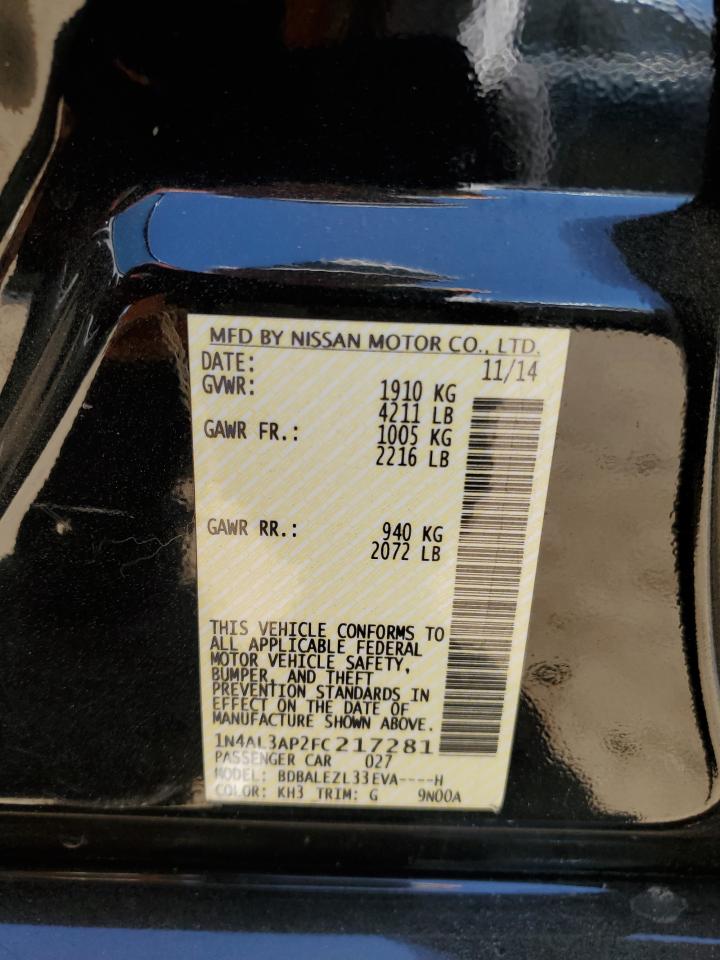 MFD BY NISSAN MOTOR CO., LTD.
DATE: 11/14
GVWR: 1910 KG
4211 LB
GAWR FR.: 1005 KG
2216 LB
GAWR RR.: 940 KG
2072 LB
THIS VEHICLE CONFORMS TO
ALL APPLICABLE FEDERAL
MOTOR VEHICLE SAFETY,
BUMPER, AND THEFT
PREVENTION STANDARDS IN
EFFECT ON THE DATE OF
MANUFACTURE SHOWN ABOVE.
1N4AL3AP2FC217281
PASSENGER CAR 027
MODEL: BDBALEZL33EVA----H
COLOR: KH3 TRIM: G 9N00A